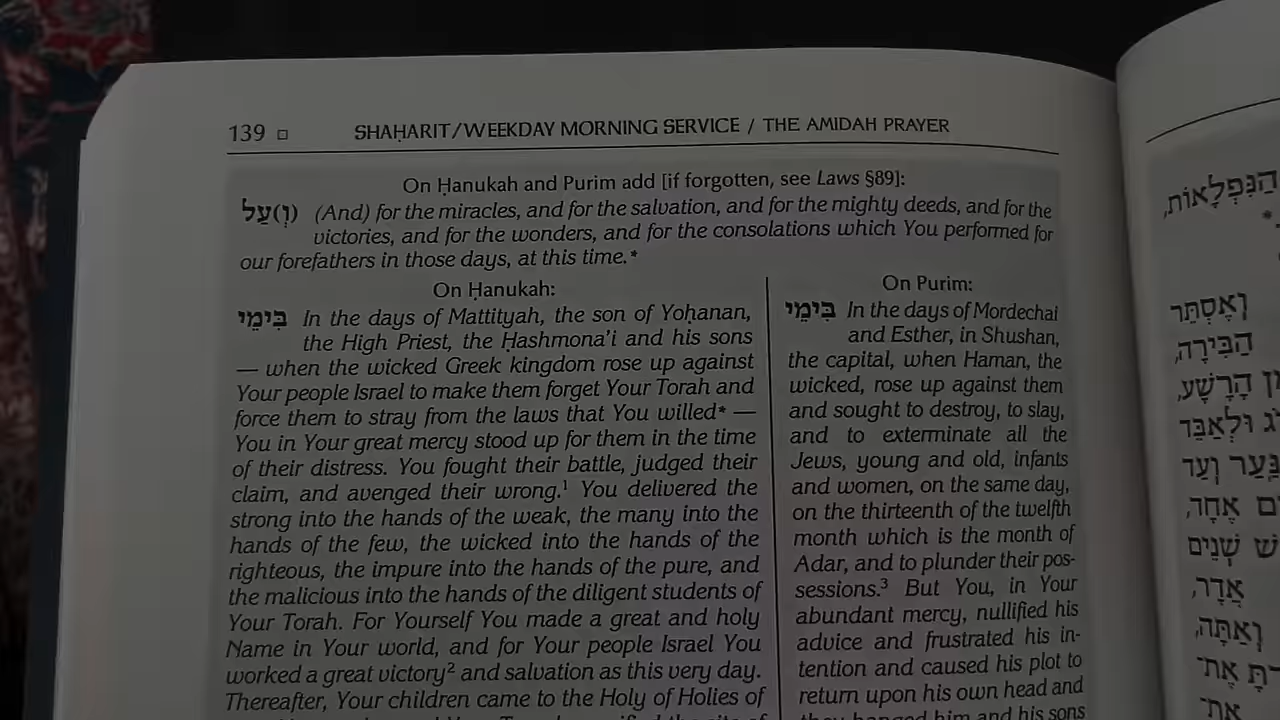 139 □ SHAḤARIT/WEEKDAY MORNING SERVICE / THE AMIDAH PRAYER
On Ḥanukah and Purim add [if forgotten, see Laws §89]:
(וְ)עַל (And) for the miracles, and for the salvation, and for the mighty deeds, and for the
victories, and for the wonders, and for the consolations which You performed for
our forefathers in those days, at this time.*
On Ḥanukah:
בִּימֵי In the days of Mattityah, the son of Yoḥanan,
the High Priest, the Ḥashmona'i and his sons
— when the wicked Greek kingdom rose up against
Your people Israel to make them forget Your Torah and
force them to stray from the laws that You willed* —
You in Your great mercy stood up for them in the time
of their distress. You fought their battle, judged their
claim, and avenged their wrong.¹ You delivered the
strong into the hands of the weak, the many into the
hands of the few, the wicked into the hands of the
righteous, the impure into the hands of the pure, and
the malicious into the hands of the diligent students of
Your Torah. For Yourself You made a great and holy
Name in Your world, and for Your people Israel You
worked a great victory² and salvation as this very day.
Thereafter, Your children came to the Holy of Holies of
On Purim:
בִּימֵי In the days of Mordechai
and Esther, in Shushan,
the capital, when Haman, the
wicked, rose up against them
and sought to destroy, to slay,
and to exterminate all the
Jews, young and old, infants
and women, on the same day,
on the thirteenth of the twelfth
month which is the month of
Adar, and to plunder their pos-
sessions.³ But You, in Your
abundant mercy, nullified his
advice and frustrated his in-
tention and caused his plot to
return upon his own head and
they hanged him and his sons
הַנִּפְלָאוֹת,
*
וְאֶסְתֵּר
הַבִּירָה,
הָרָשָׁע,
וּלְאַבֵּד
נַּעַר וְעַד
אֶחָד,
שְׁנֵים
אֲדָר,
וְאַתָּה,
אֶת־
אֶת־